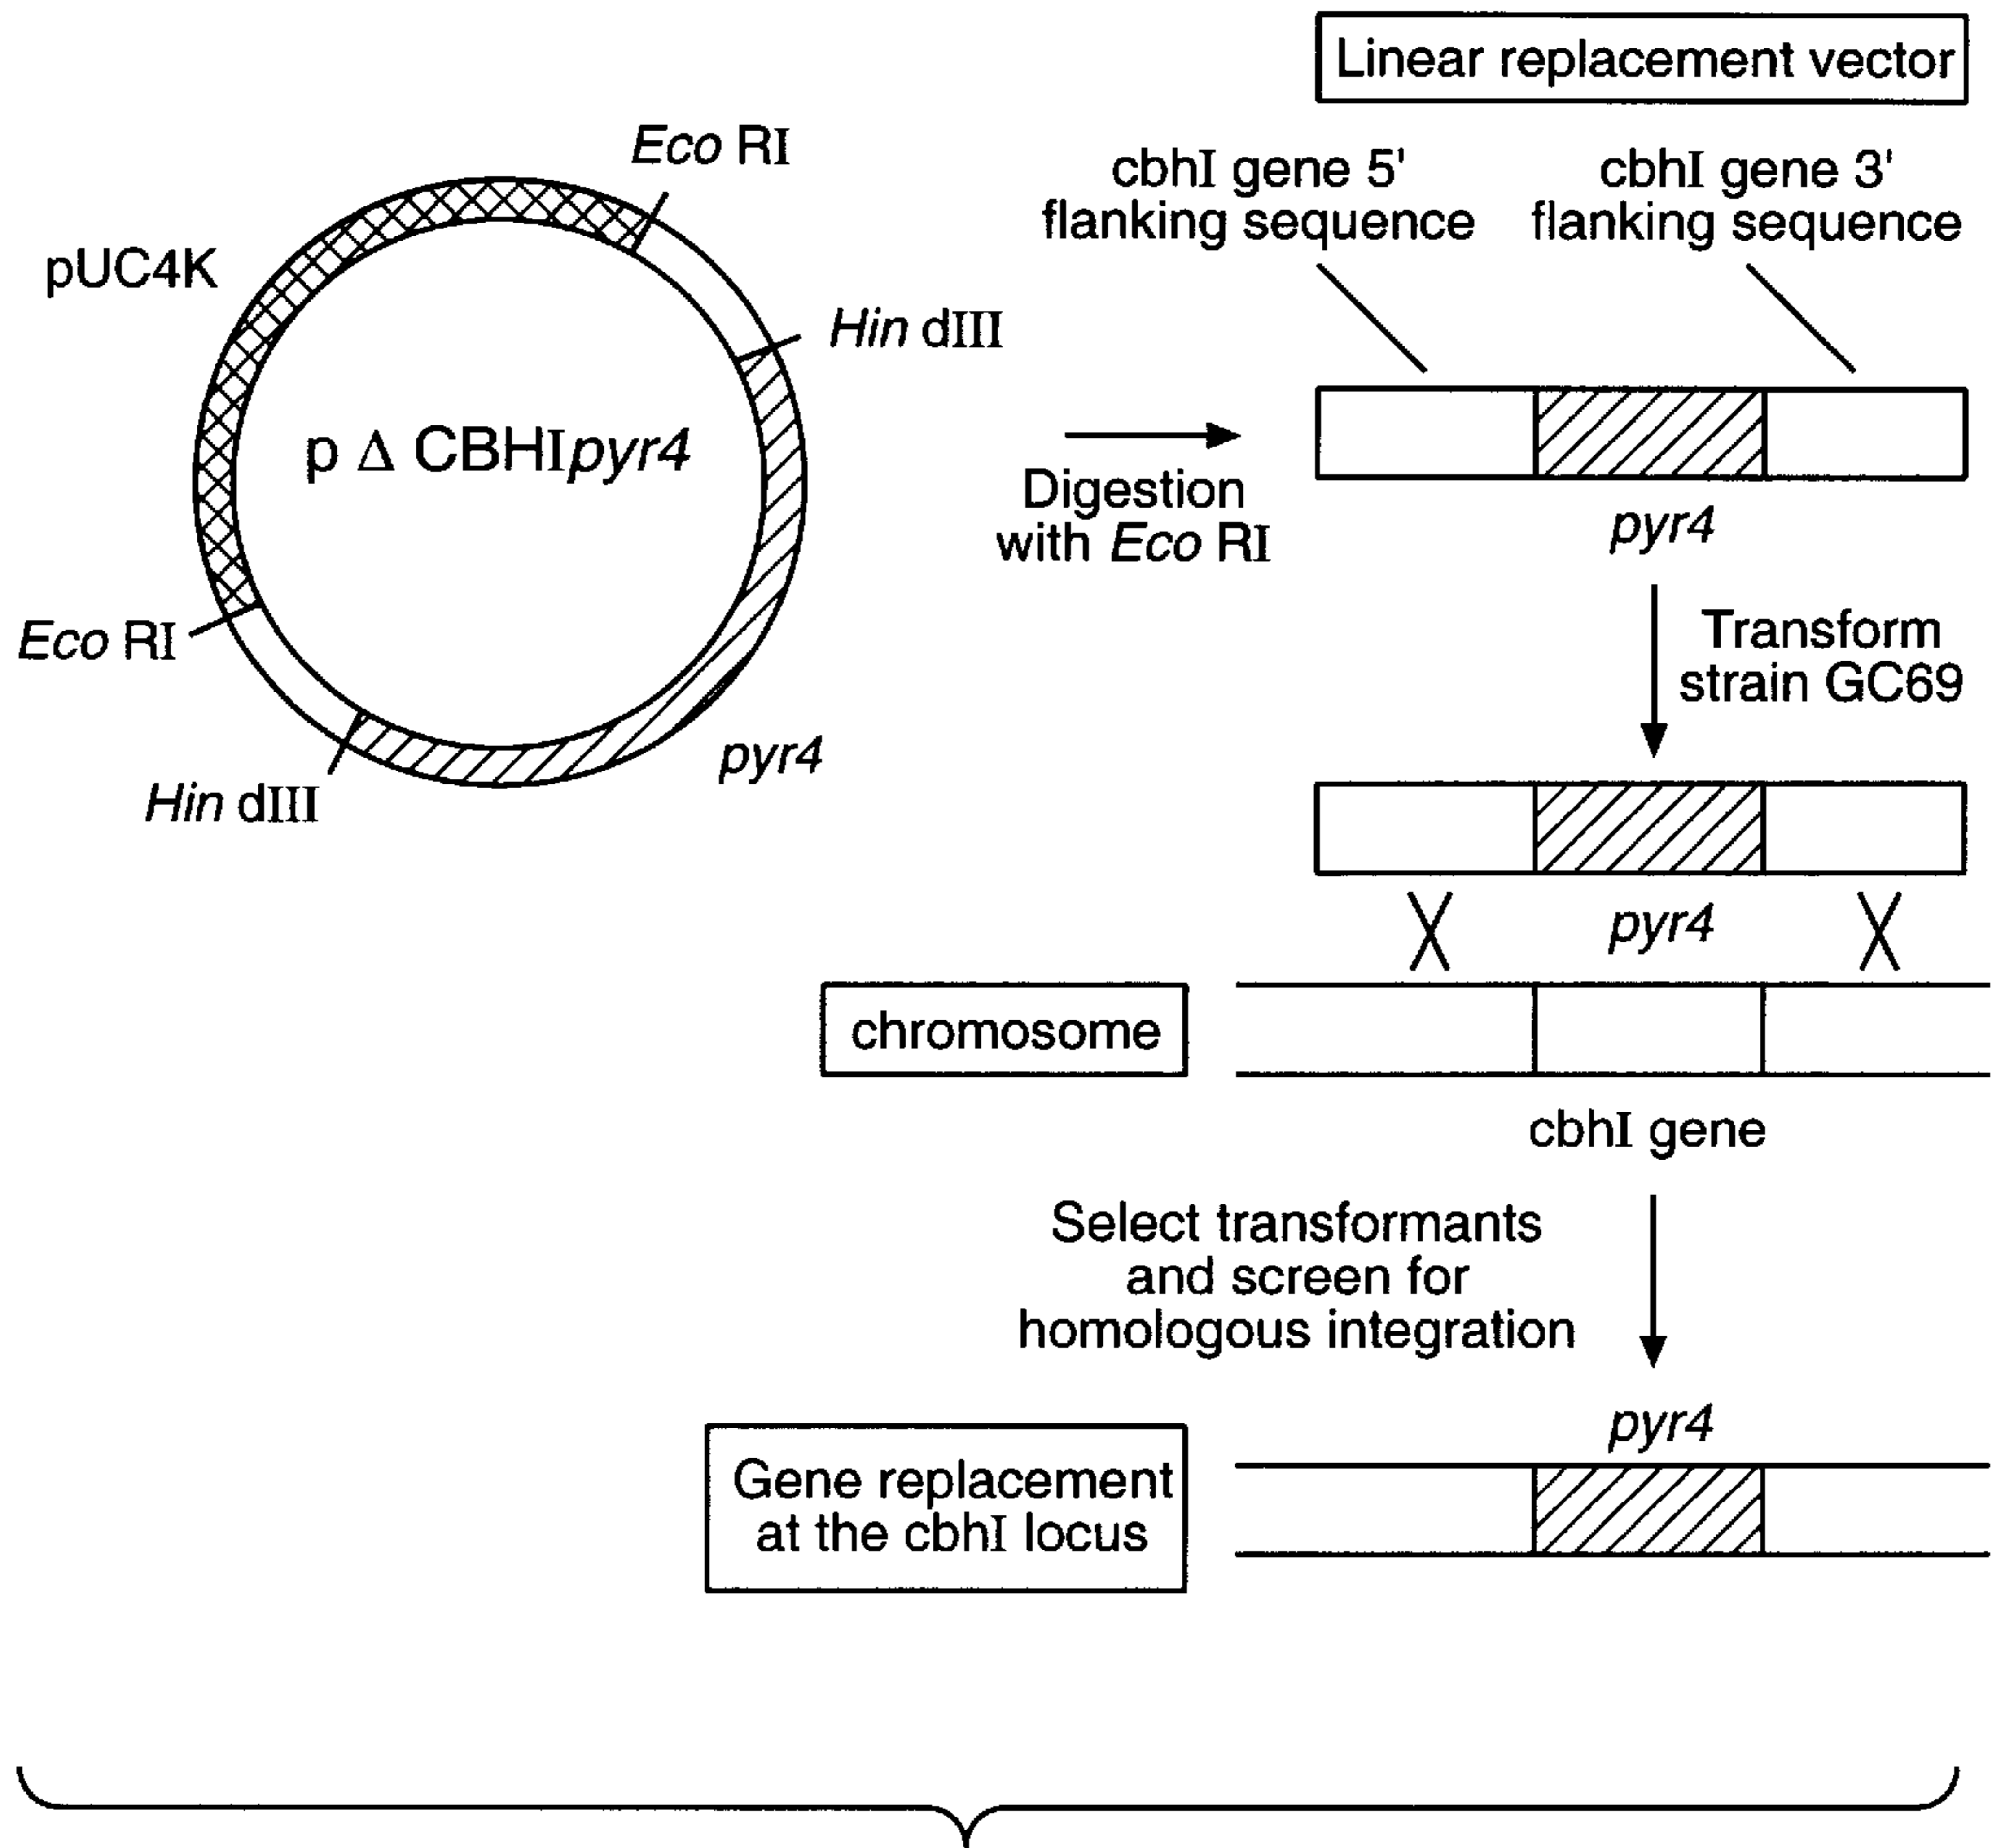 Linear replacement vector
Eco RI
cbhI gene 5'
flanking sequence
cbhI gene 3'
flanking sequence
pUC4K
Hin dIII
p Δ CBHIpyr4
Digestion
with Eco RI
pyr4
Eco RI
Transform
strain GC69
pyr4
Hin dIII
pyr4
chromosome
cbhI gene
Select transformants
and screen for
homologous integration
pyr4
Gene replacement
at the cbhI locus